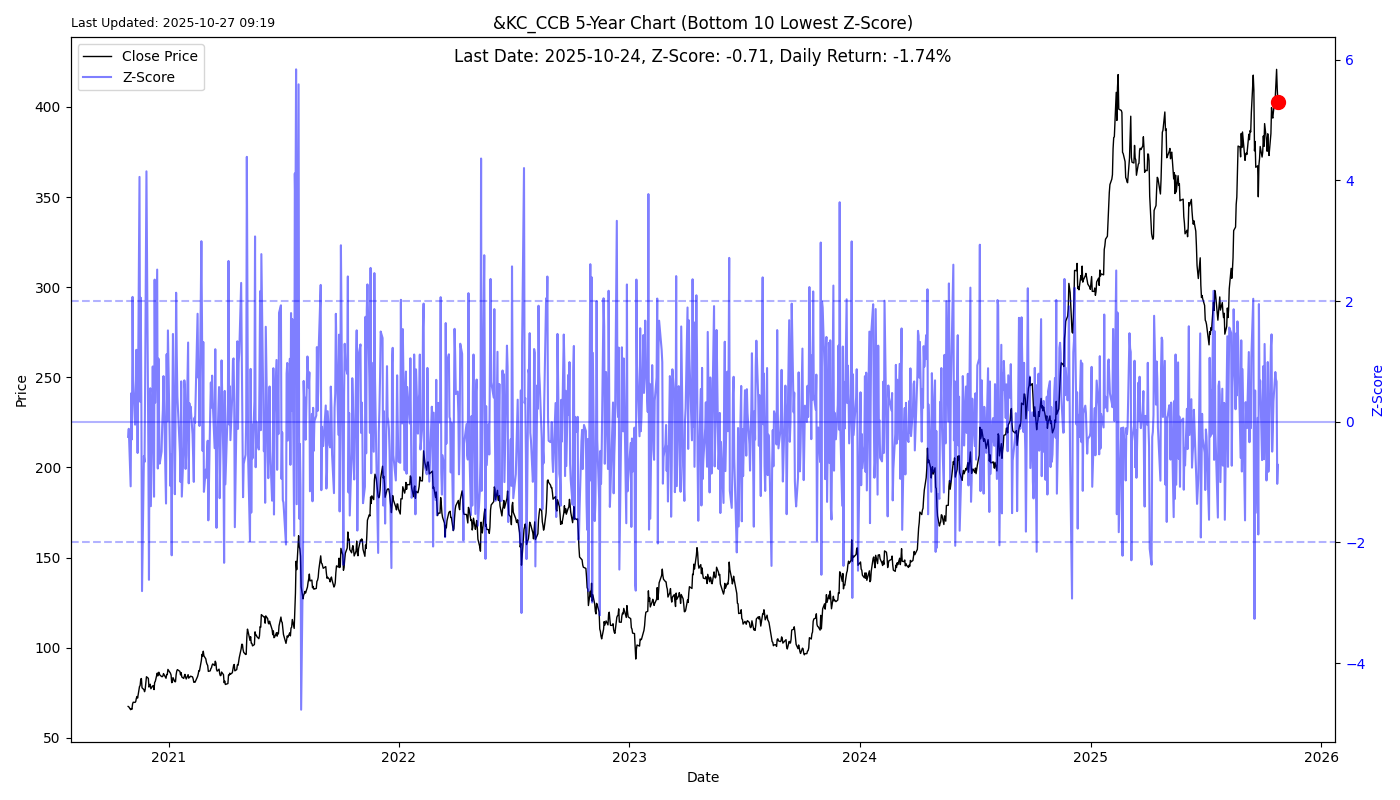 Last Updated: 2025-10-27 09:19
&KC_CCB 5-Year Chart (Bottom 10 Lowest Z-Score)
Last Date: 2025-10-24, Z-Score: -0.71, Daily Return: -1.74%
Close Price
Z-Score
400
350
300
250
200
150
100
50
Price
6
4
2
0
−2
−4
Z-Score
2021
2022
2023
2024
2025
2026
Date